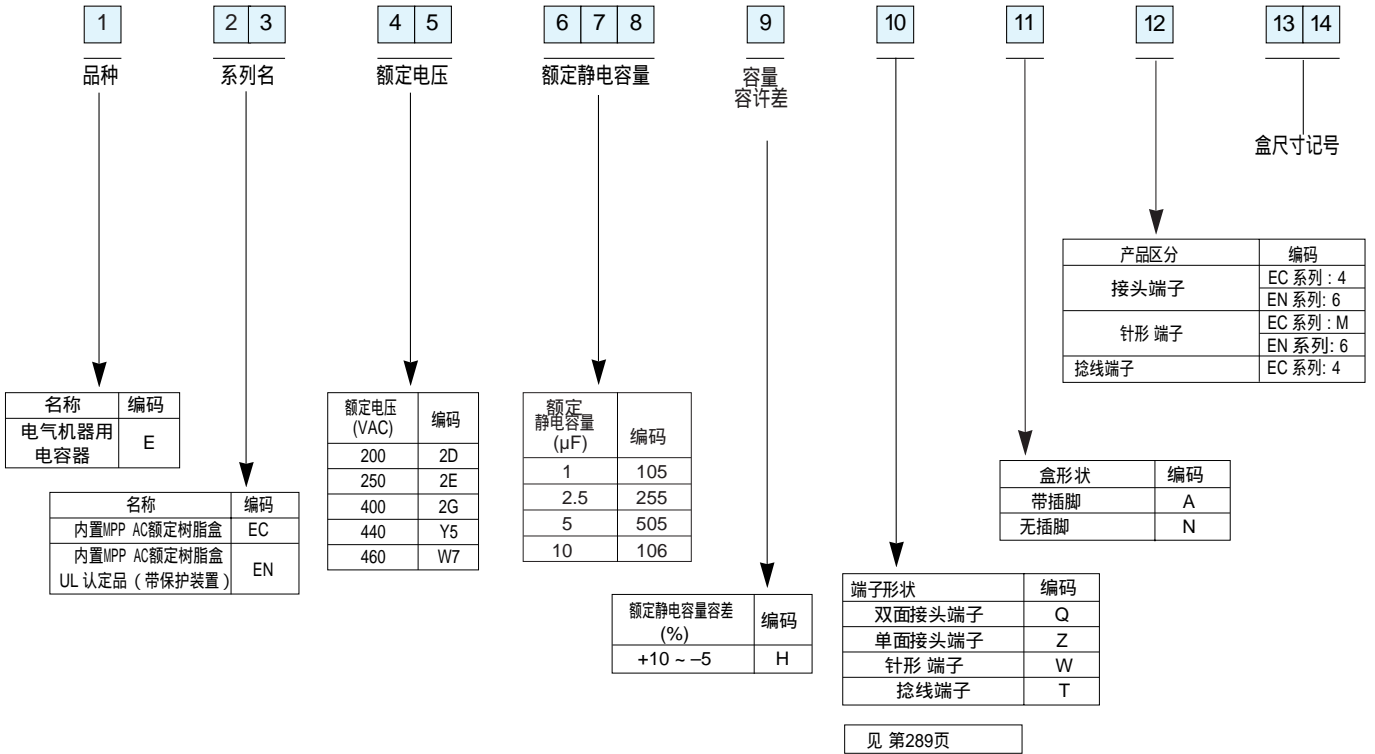 1 2 3 4 5 6 7 8 9 10 11 12 13 14
品种
系列名
额定电压
额定静电容量
容量
容许差
盒尺寸记号
产品区分 编码
接头端子 EC 系列 : 4
EN 系列: 6
针形 端子 EC 系列 : M
EN 系列: 6
捻线端子 EC 系列: 4
名称 编码
电气机器用
电容器 E
名称 编码
内置MPP AC额定树脂盒 EC
内置MPP AC额定树脂盒
UL 认定品 ( 带保护装置 ) EN
额定电压
(VAC) 编码
200 2D
250 2E
400 2G
440 Y5
460 W7
额定
静电容量
(µF) 编码
1 105
2.5 255
5 505
10 106
额定静电容量容差
(%) 编码
+10 ~ –5 H
盒形状 编码
带插脚 A
无插脚 N
端子形状 编码
双面接头端子 Q
单面接头端子 Z
针形 端子 W
捻线端子 T
见 第289页